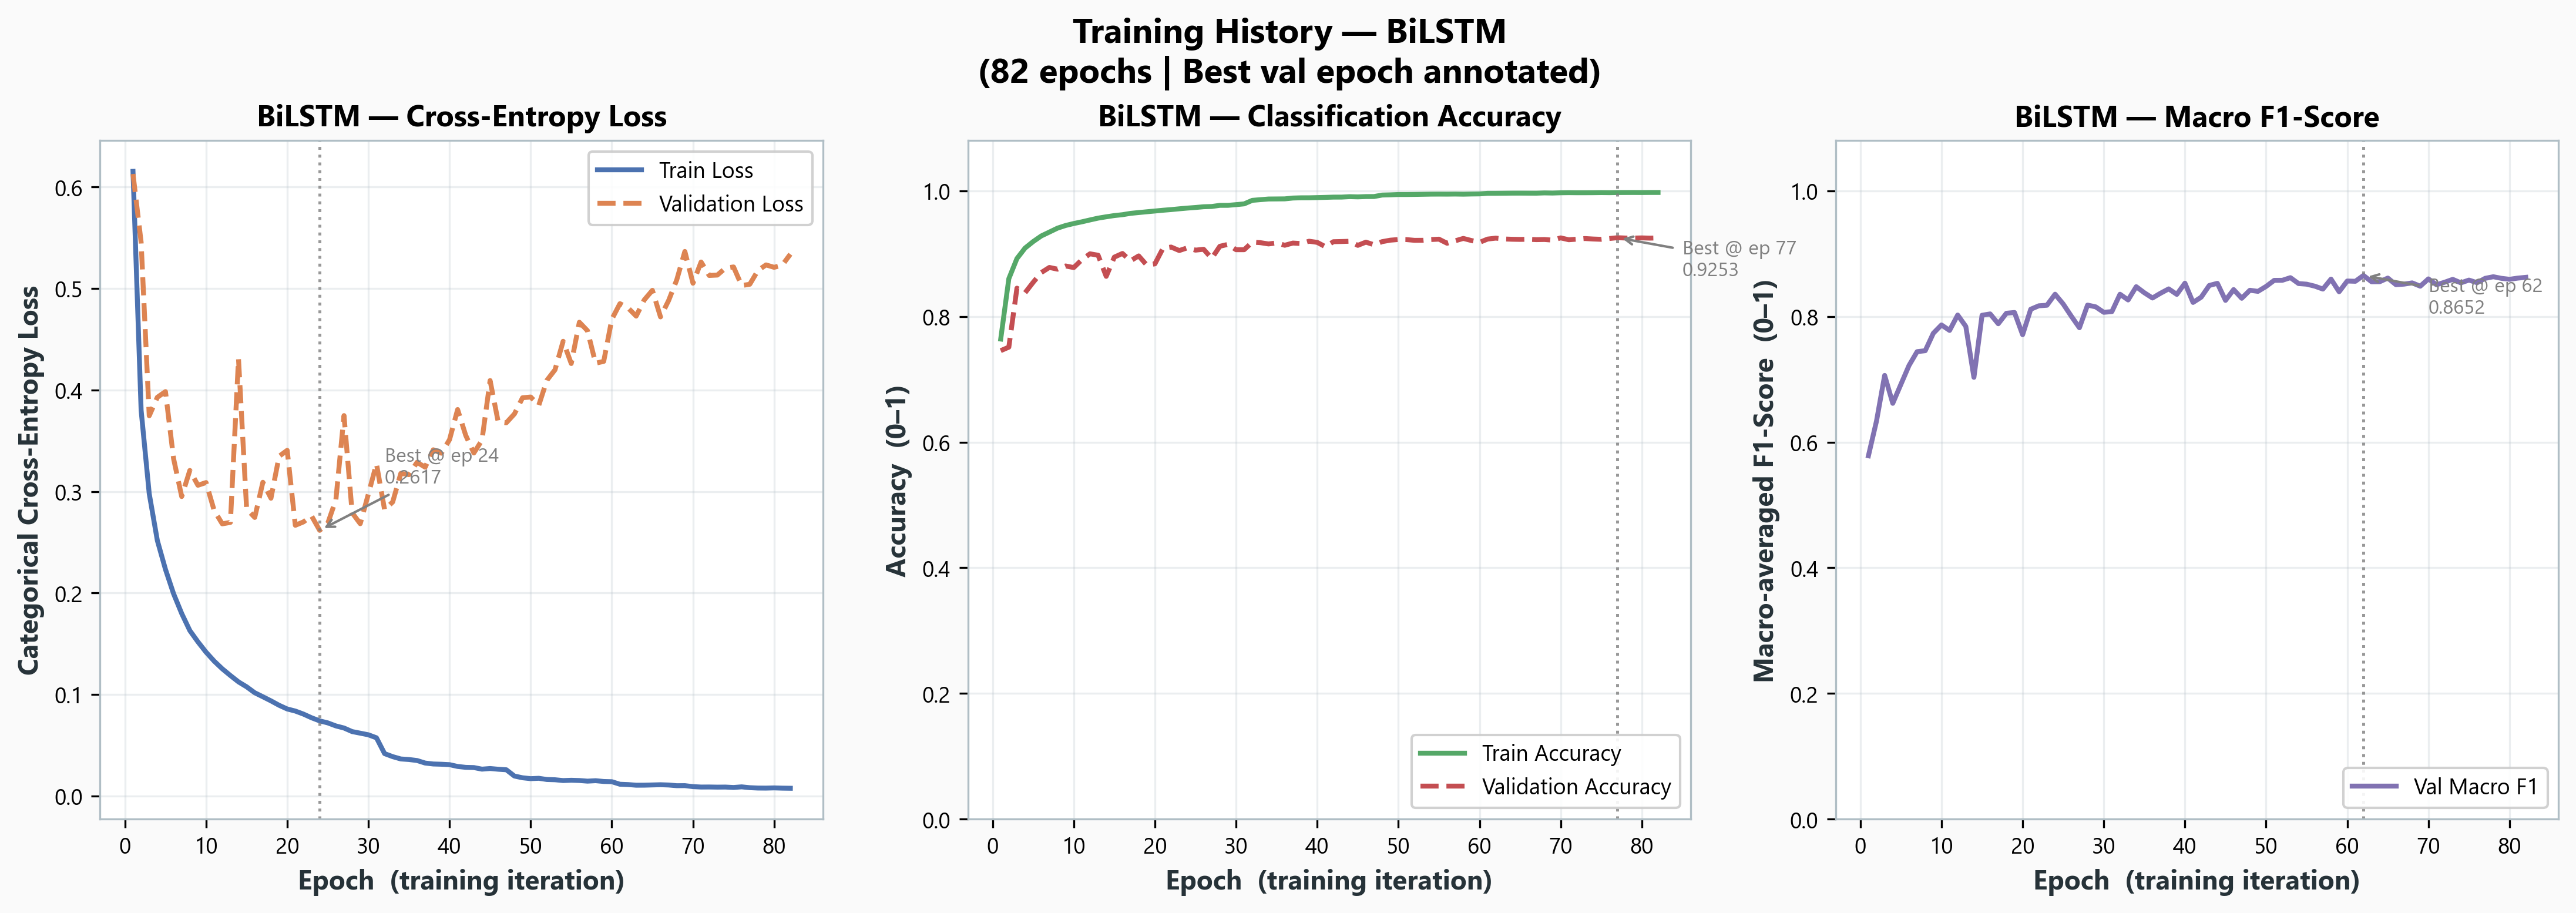 Training History — BiLSTM
(82 epochs | Best val epoch annotated)
BiLSTM — Cross-Entropy Loss
Categorical Cross-Entropy Loss
0.6
0.5
0.4
0.3
0.2
0.1
0.0
Train Loss
Validation Loss
Best @ ep 24
0.2617
0 10 20 30 40 50 60 70 80
Epoch (training iteration)
BiLSTM — Classification Accuracy
Accuracy (0–1)
1.0
0.8
0.6
0.4
0.2
0.0
Best @ ep 77
0.9253
Train Accuracy
Validation Accuracy
0 10 20 30 40 50 60 70 80
Epoch (training iteration)
BiLSTM — Macro F1-Score
Macro-averaged F1-Score (0–1)
1.0
0.8
0.6
0.4
0.2
0.0
Best @ ep 62
0.8652
Val Macro F1
0 10 20 30 40 50 60 70 80
Epoch (training iteration)